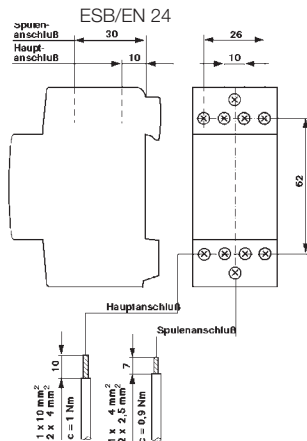 ESB/EN 24
Spulen-
anschluß
30
26
Haupt-
anschluß
10
10
62
Hauptanschluß
Spulenanschluß
10
1 x 10 mm²
2 x 4 mm²
c = 1 Nm
7
1 x 4 mm²
2 x 2,5 mm²
c = 0,9 Nm